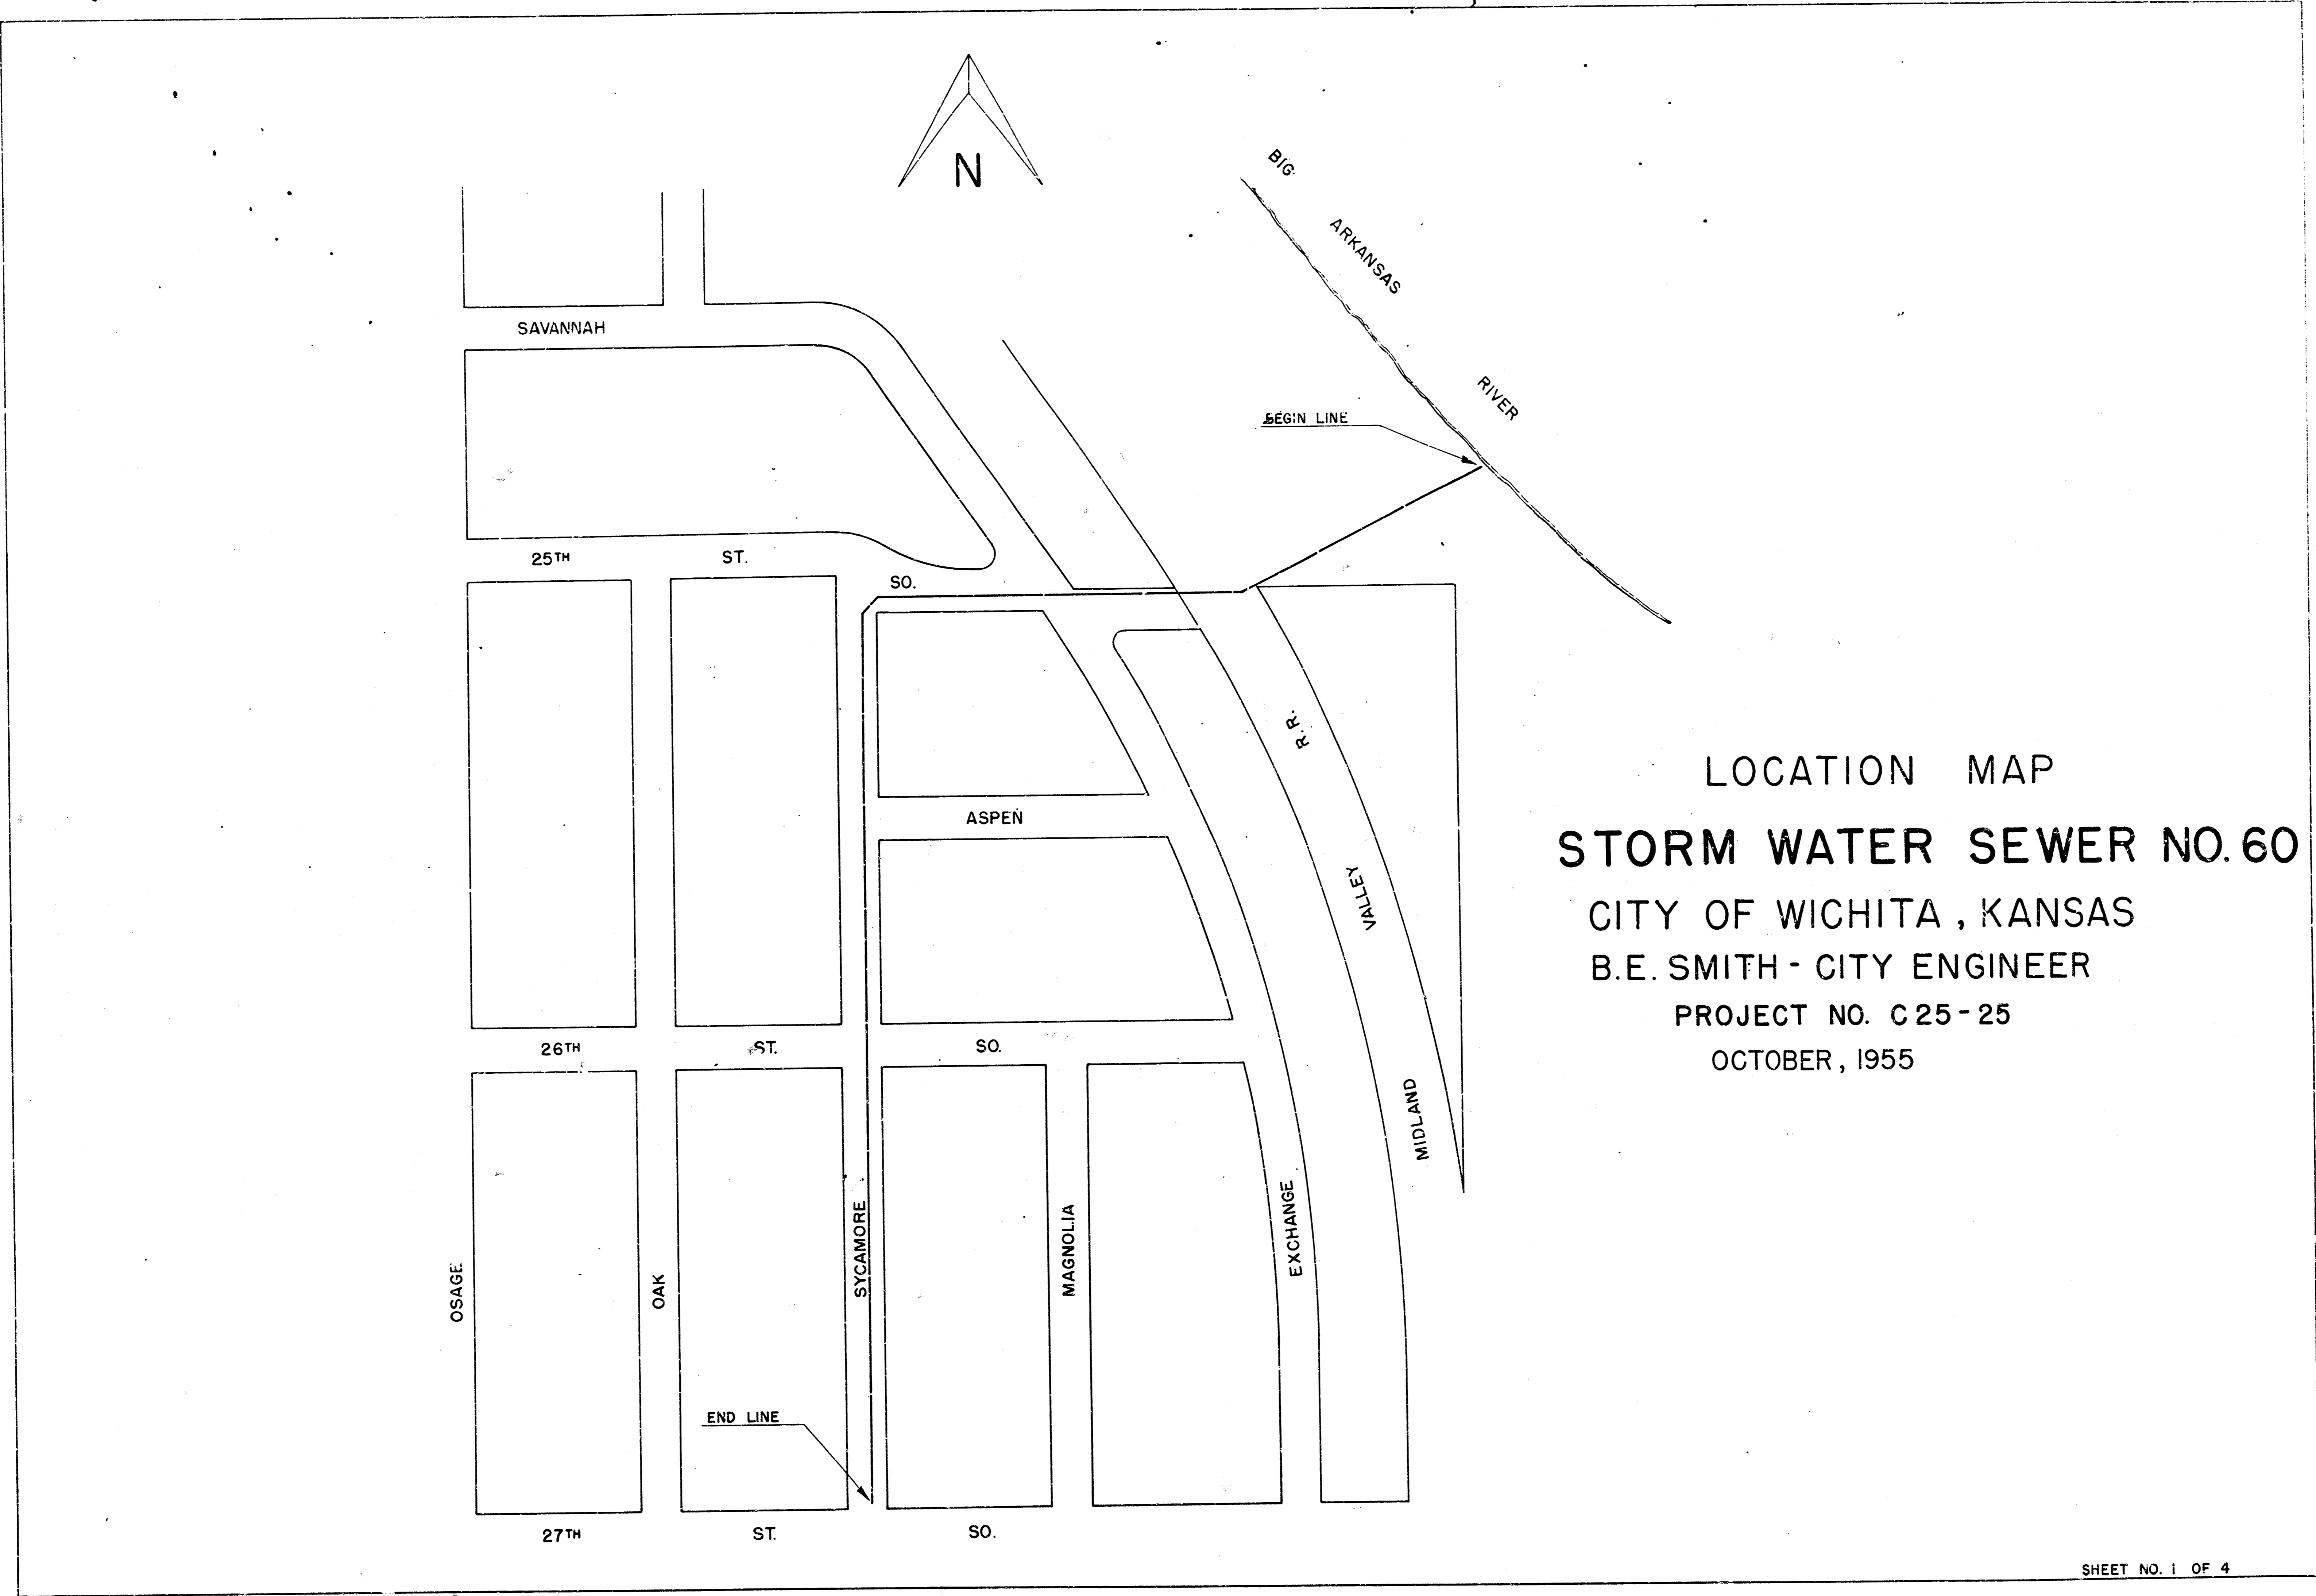 N
BIG
ARKANSAS
RIVER
SAVANNAH
BEGIN LINE
25TH ST. SO.
R.R.
VALLEY
MIDLAND
ASPEN
26TH ST. SO.
OSAGE
OAK
SYCAMORE
MAGNOLIA
EXCHANGE
END LINE
27TH ST. SO.
LOCATION MAP
STORM WATER SEWER NO. 60
CITY OF WICHITA, KANSAS
B.E. SMITH - CITY ENGINEER
PROJECT NO. C25-25
OCTOBER, 1955
SHEET NO. 1 OF 4